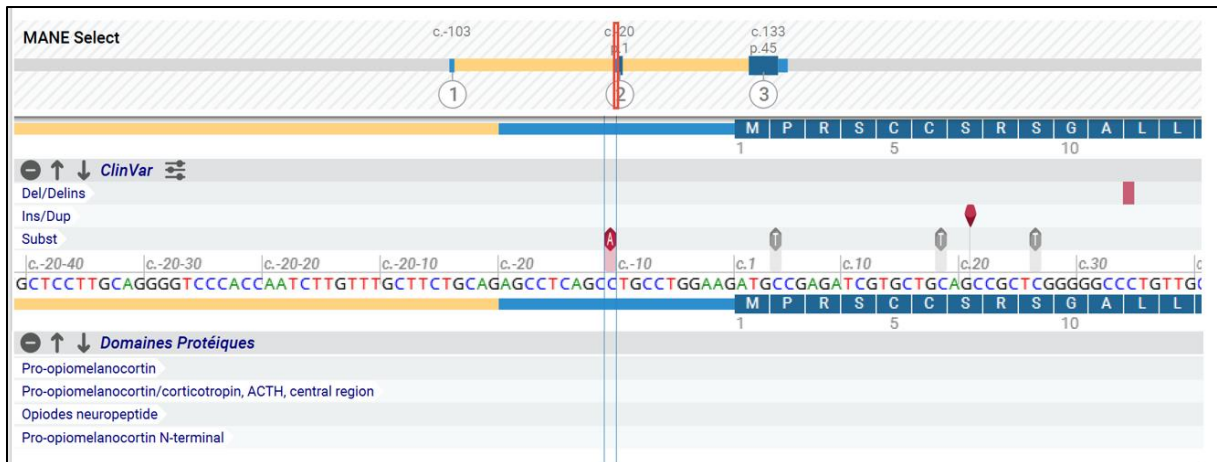 MANE Select
c.-103 c.-20 c.133
p.1 p.45
1 2 3
M P R S C C S R S G A L L
1 5 10
ClinVar
Del/Delins
Ins/Dup
Subst
A T T T
c.-20-40 c.-20-30 c.-20-20 c.-20-10 c.-20 c.-10 c.1 c.10 c.20 c.30
GCTCCTTGCAGGGGTCCCACCAATCTTGTTTGCTTCTGCAGAGCCTCAGCCTGCCTGGAAGATGCCGAGATCGTGCTGCAGCCGCTCGGGGGCCCTGTTGC
M P R S C C S R S G A L L
1 5 10
Domaines Protéiques
Pro-opiomelanocortin
Pro-opiomelanocortin/corticotropin, ACTH, central region
Opiodes neuropeptide
Pro-opiomelanocortin N-terminal